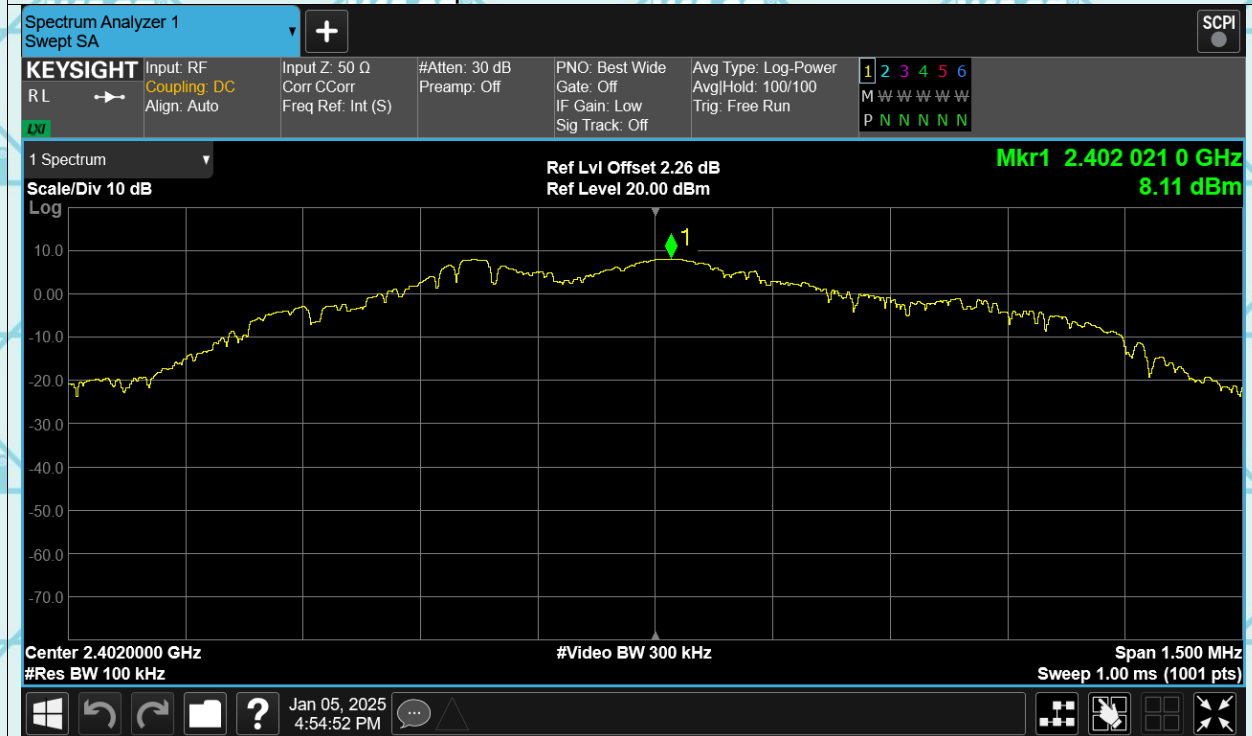 Spectrum Analyzer 1
Swept SA
+
SCPI
KEYSIGHT
RL
LXI
Input: RF
Coupling: DC
Align: Auto
Input Z: 50 Ω
Corr CCorr
Freq Ref: Int (S)
#Atten: 30 dB
Preamp: Off
PNO: Best Wide
Gate: Off
IF Gain: Low
Sig Track: Off
Avg Type: Log-Power
Avg|Hold: 100/100
Trig: Free Run
1 2 3 4 5 6
M W W W W W
P N N N N N
1 Spectrum
Scale/Div 10 dB
Ref Lvl Offset 2.26 dB
Ref Level 20.00 dBm
Mkr1 2.402 021 0 GHz
8.11 dBm
Log
1
10.0
0.00
-10.0
-20.0
-30.0
-40.0
-50.0
-60.0
-70.0
Center 2.4020000 GHz
#Video BW 300 kHz
Span 1.500 MHz
#Res BW 100 kHz
Sweep 1.00 ms (1001 pts)
?
Jan 05, 2025
4:54:52 PM